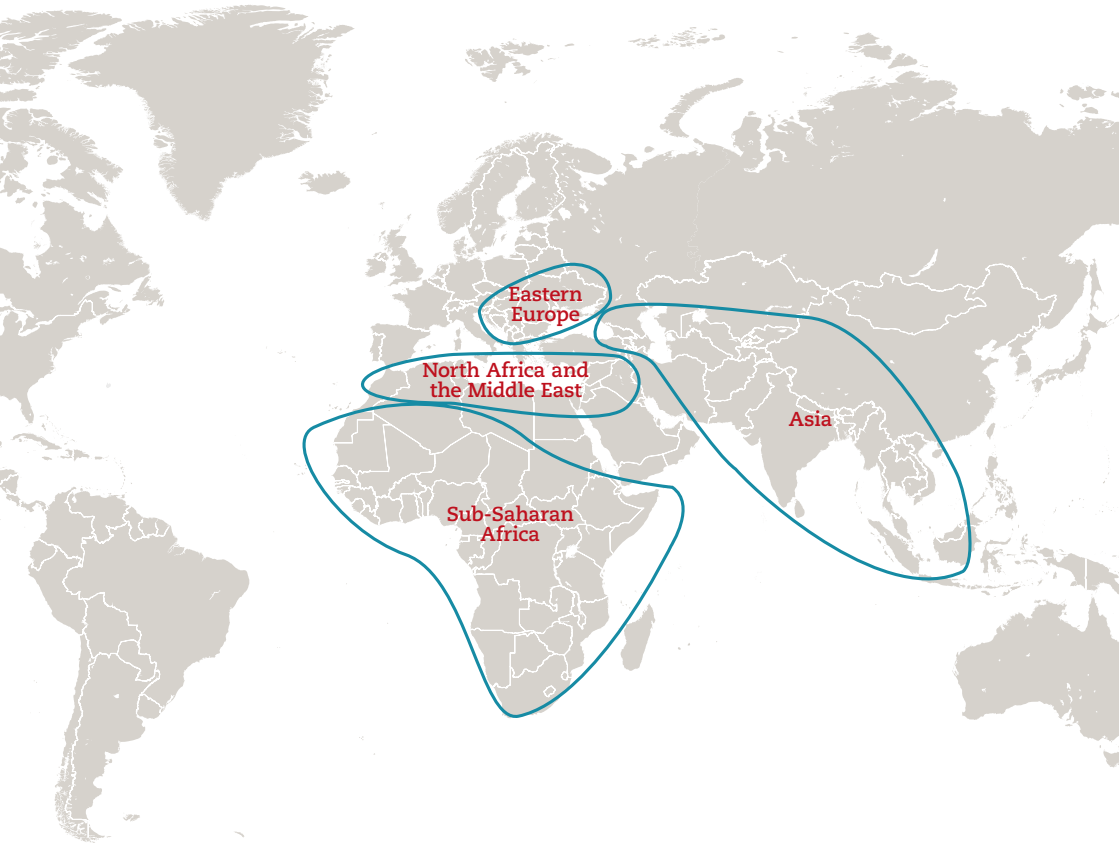 Eastern
Europe
North Africa and
the Middle East
Asia
Sub-Saharan
Africa